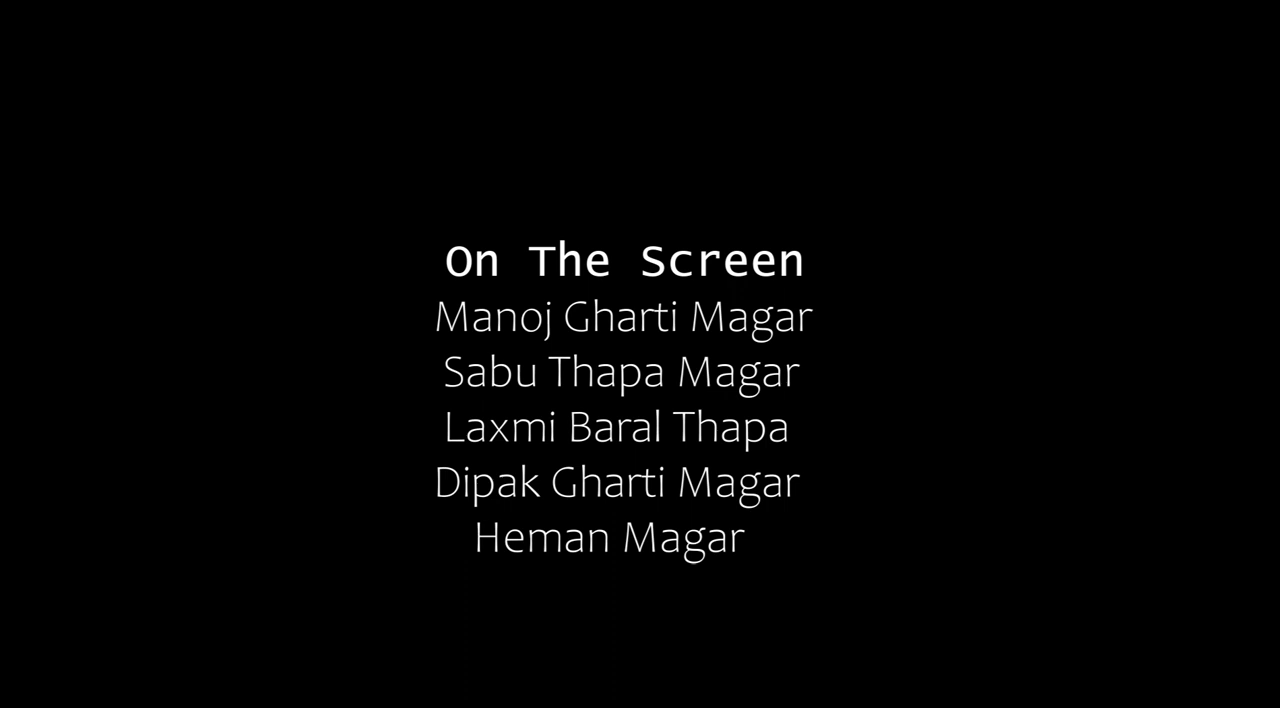 On The Screen
Manoj Gharti Magar
Sabu Thapa Magar
Laxmi Baral Thapa
Dipak Gharti Magar
Heman Magar